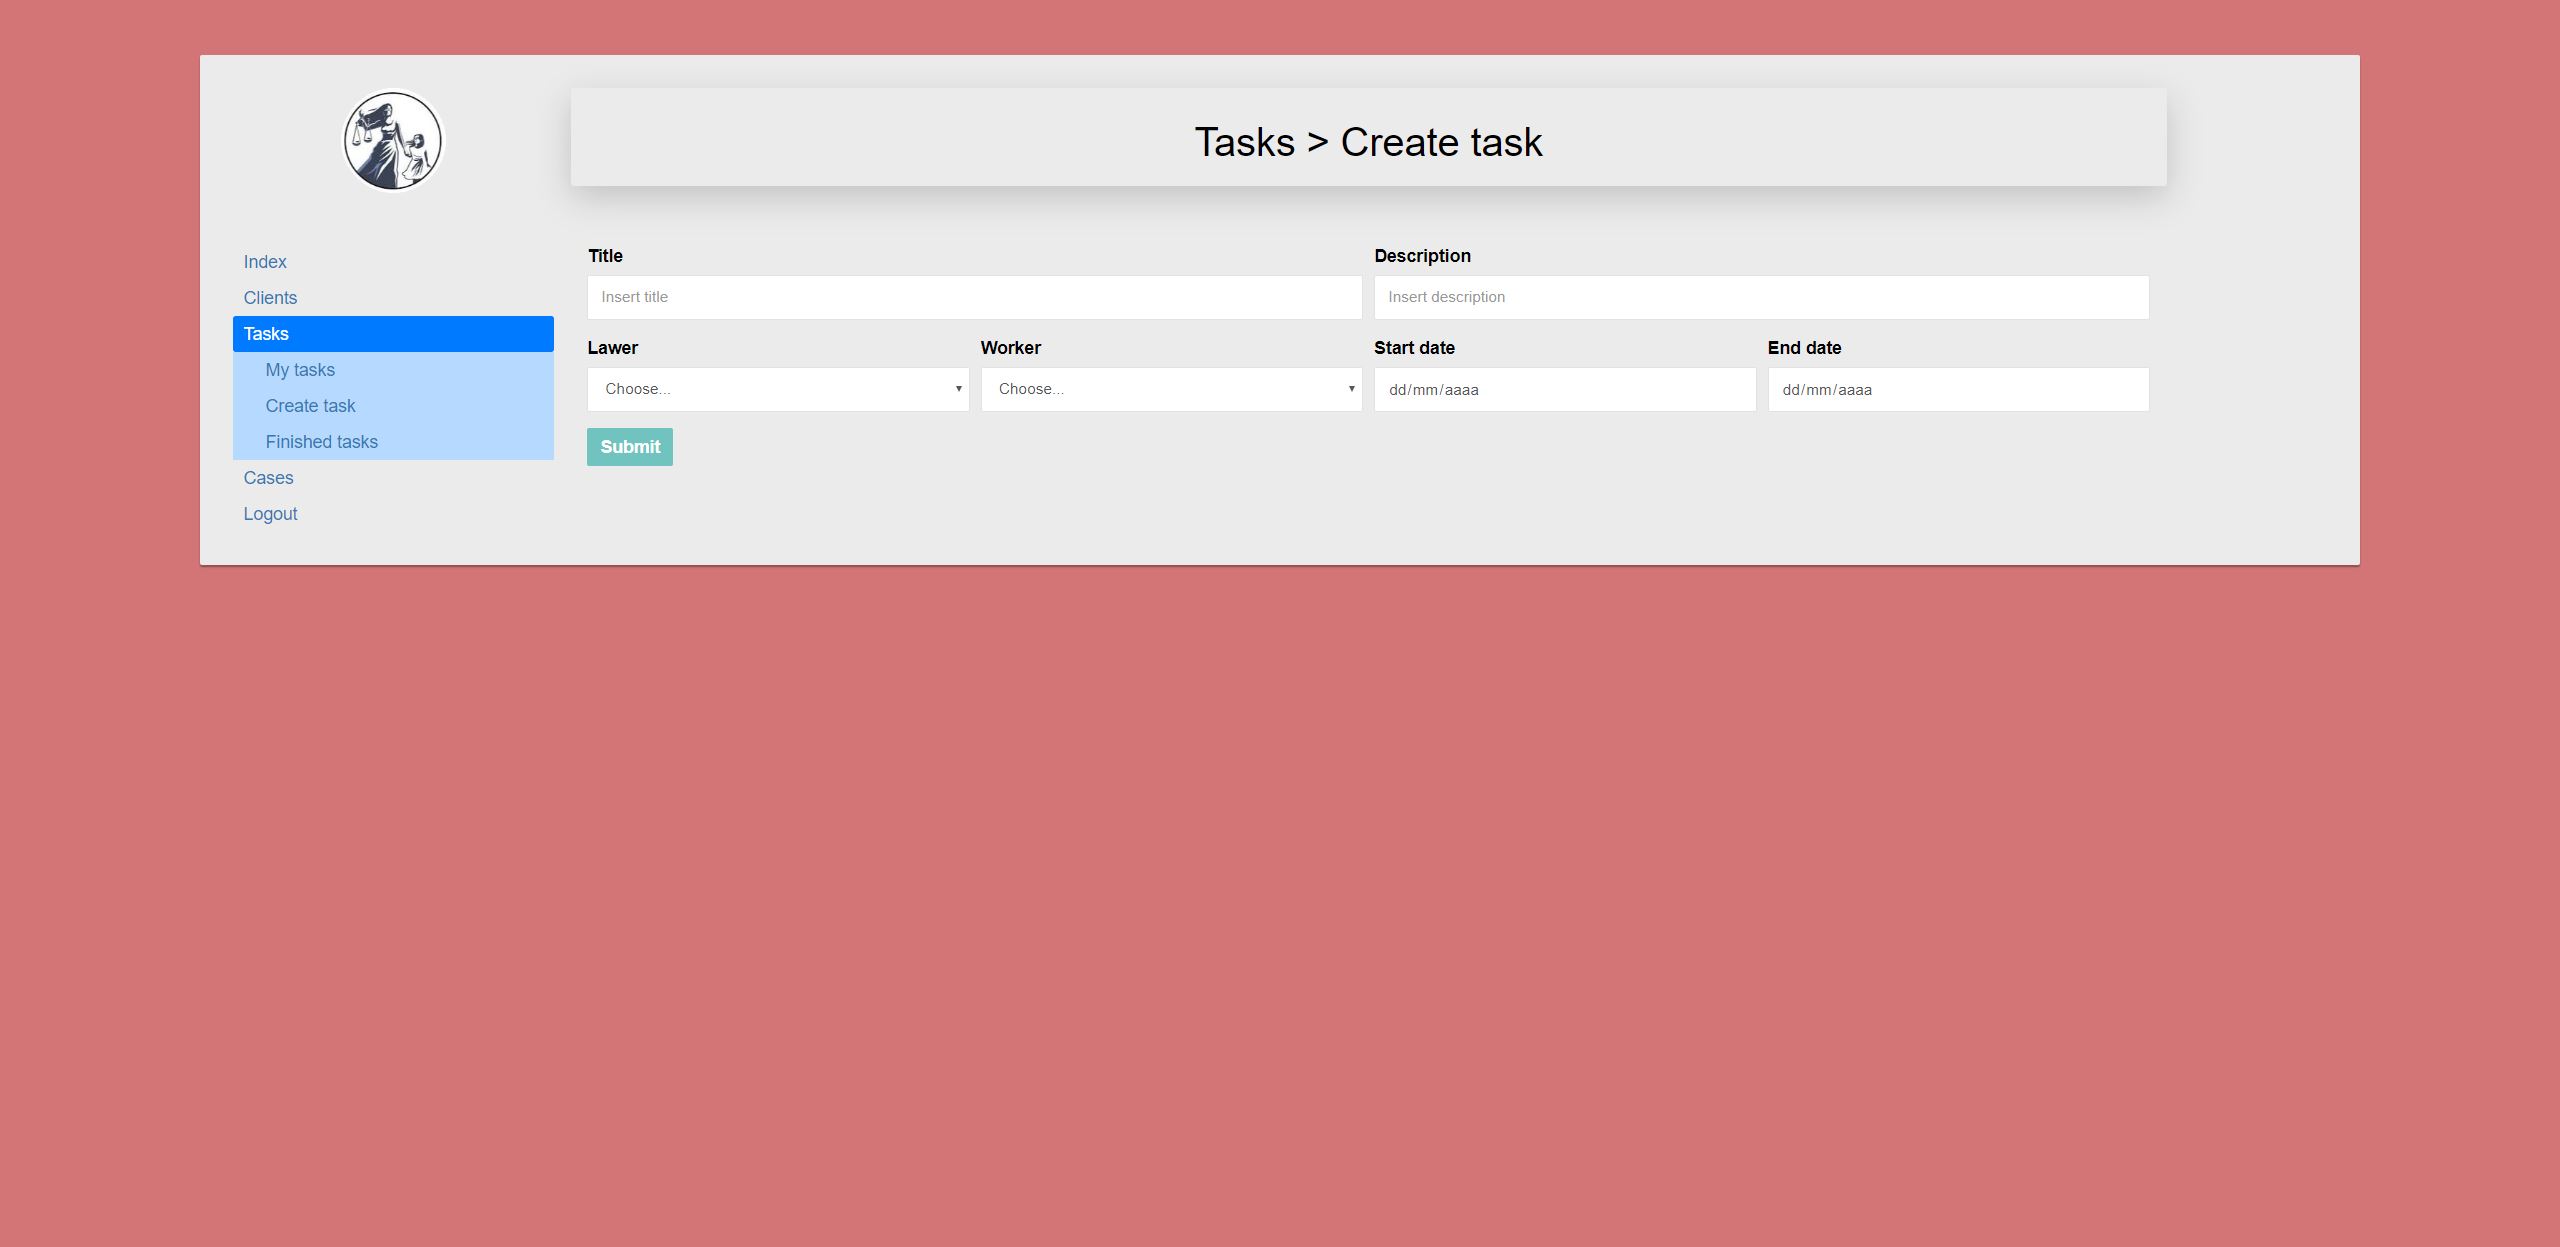 Tasks > Create task
Index
Clients
Tasks
My tasks
Create task
Finished tasks
Cases
Logout
Title
Description
Insert title
Insert description
Lawer
Worker
Start date
End date
Choose...
Choose...
dd/mm/aaaa
dd/mm/aaaa
Submit